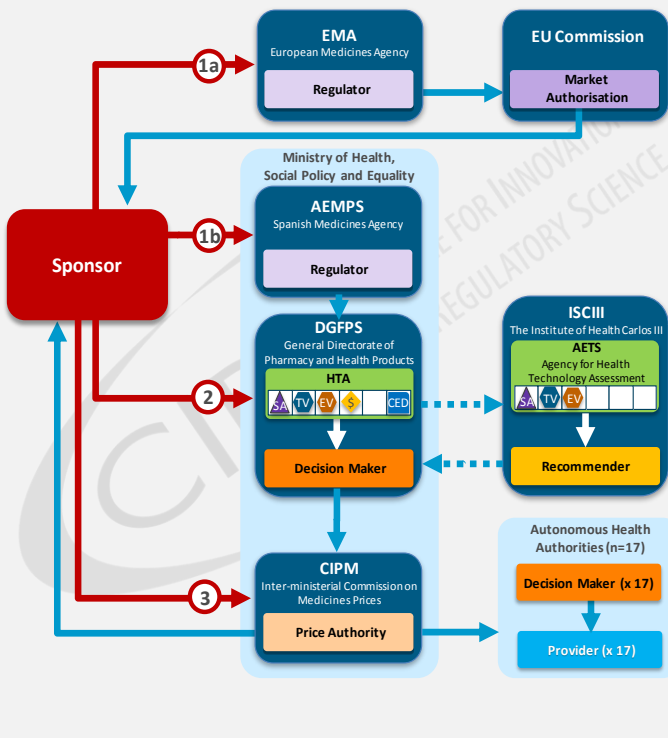 EMA
European Medicines Agency
Regulator
EU Commission
Market
Authorisation
1a
Ministry of Health,
Social Policy and Equality
AEMPS
Spanish Medicines Agency
Regulator
1b
Sponsor
DGFPS
General Directorate of
Pharmacy and Health Products
HTA
SA
TV
EV
$
CED
Decision Maker
2
ISCIII
The Institute of Health Carlos III
AETS
Agency for Health
Technology Assessment
SA
TV
EV
Recommender
CIPM
Inter-ministerial Commission on
Medicines Prices
Price Authority
3
Autonomous Health
Authorities (n=17)
Decision Maker (x 17)
Provider (x 17)
E FOR INNOVATION
REGULATORY SCIENCE